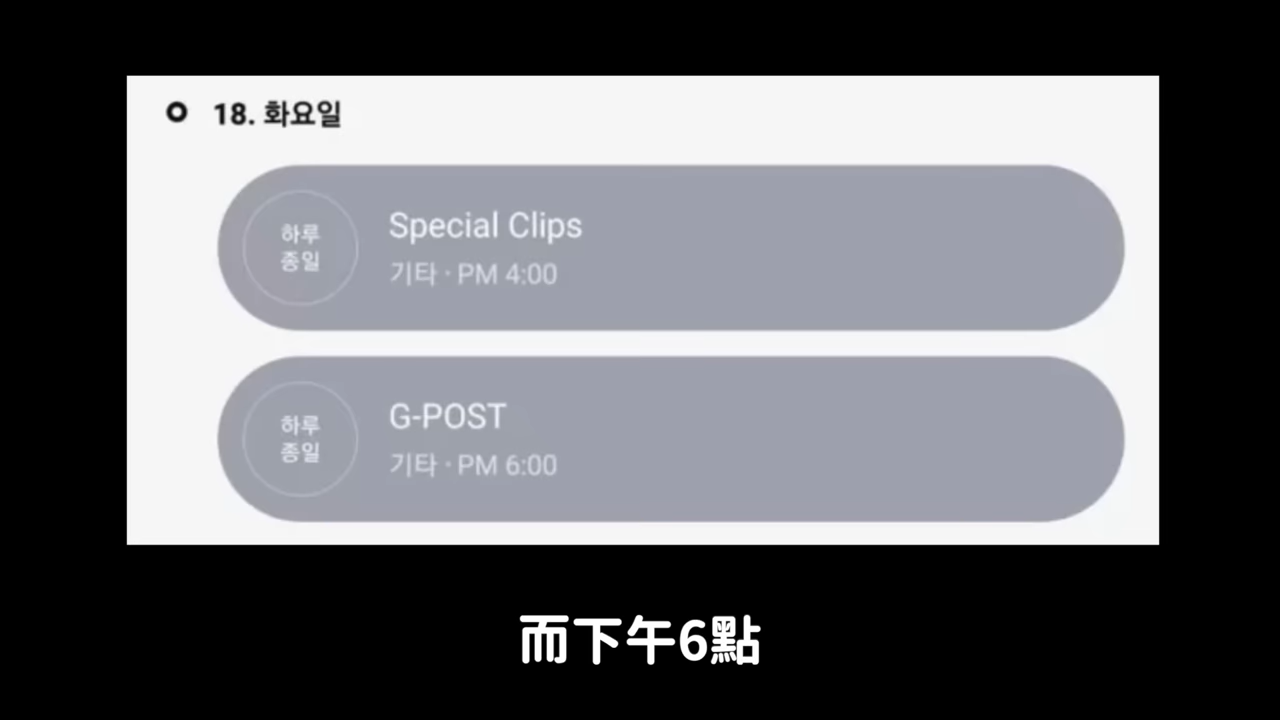 18. 화요일
하루
종일
Special Clips
기타 · PM 4:00
하루
종일
G-POST
기타 · PM 6:00
而下午6點